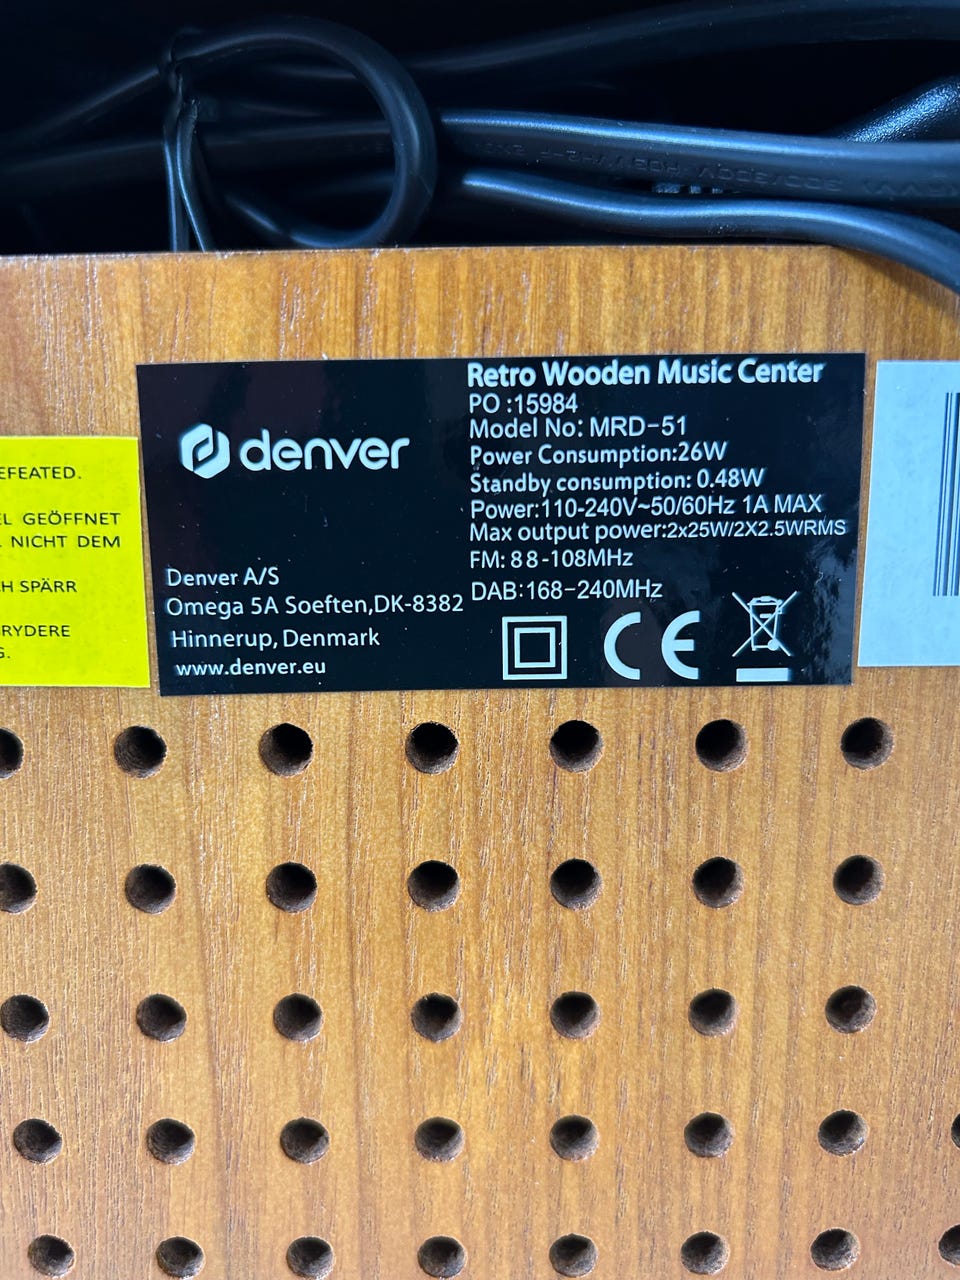 EFEATED.
GEÖFFNET
NICHT DEM
SPÄRR
denver
Retro Wooden Music Center
PO :15984
Model No: MRD-51
Power Consumption:26W
Standby consumption: 0.48W
Power:110-240V~50/60Hz 1A MAX
Max output power:2x25W/2X2.5WRMS
FM: 88-108MHz
DAB:168-240MHz
Denver A/S
Omega 5A Soeften,DK-8382
Hinnerup, Denmark
www.denver.eu
CE